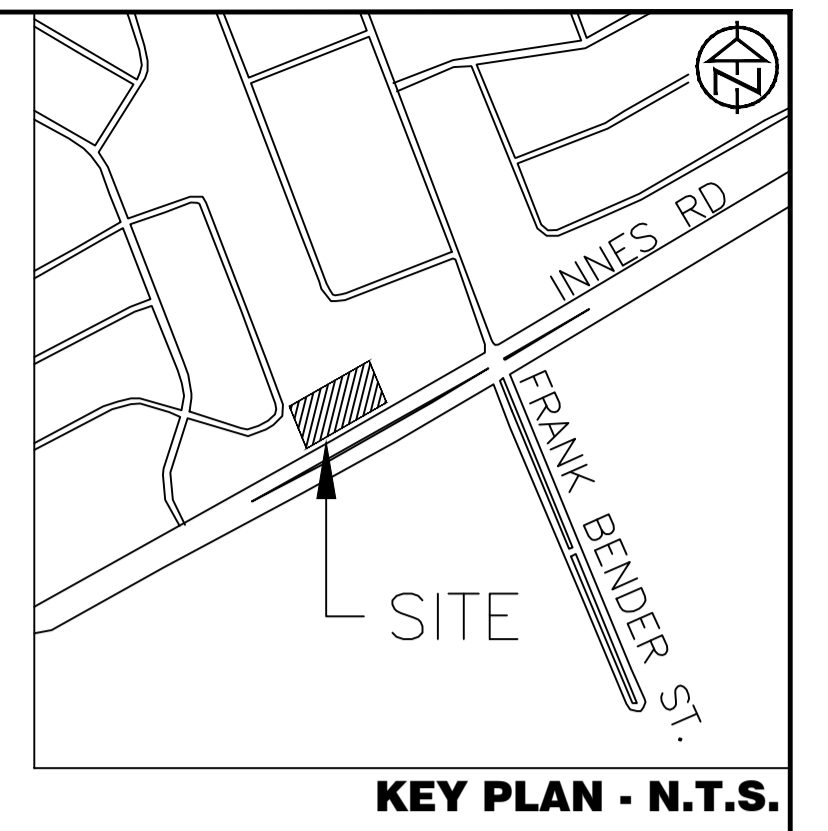 N
INNES RD
FRANK BENDER ST.
SITE
KEY PLAN - N.T.S.